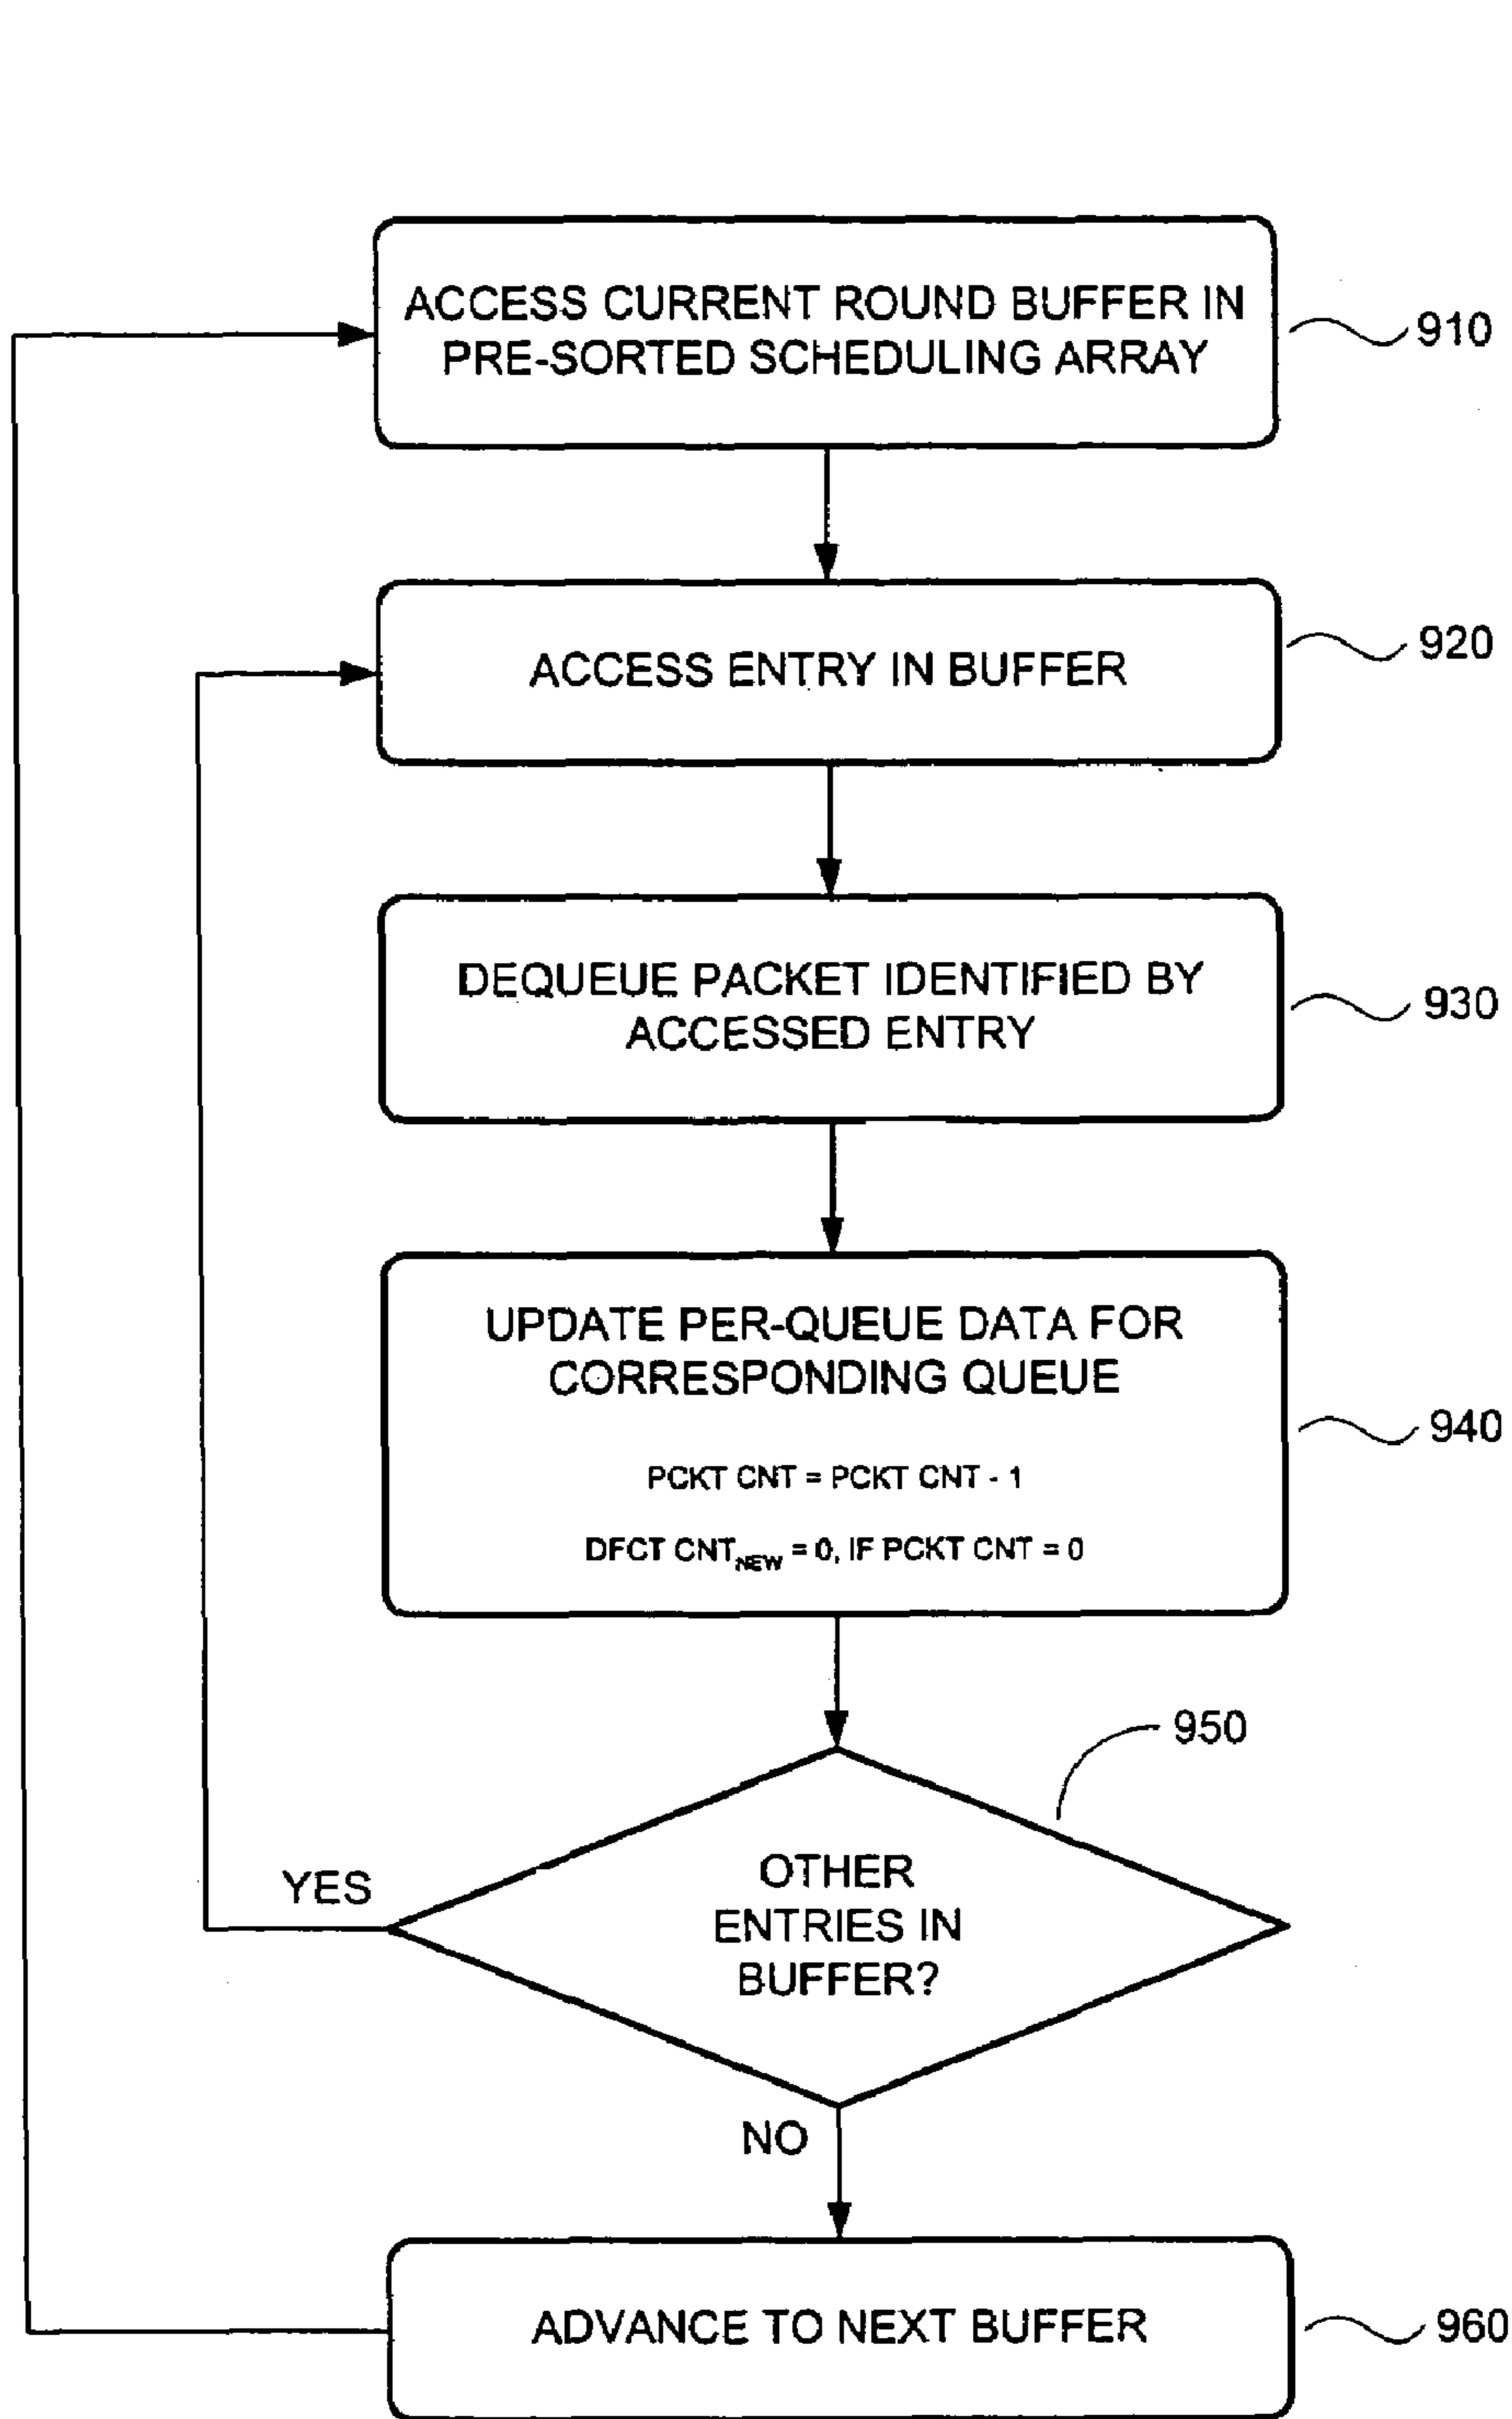 ACCESS CURRENT ROUND BUFFER IN
PRE-SORTED SCHEDULING ARRAY
910
ACCESS ENTRY IN BUFFER
920
DEQUEUE PACKET IDENTIFIED BY
ACCESSED ENTRY
930
UPDATE PER-QUEUE DATA FOR
CORRESPONDING QUEUE
940
PCKT CNT = PCKT CNT - 1
DFCT CNTNEW = 0, IF PCKT CNT = 0
950
YES
OTHER
ENTRIES IN
BUFFER?
NO
ADVANCE TO NEXT BUFFER
960